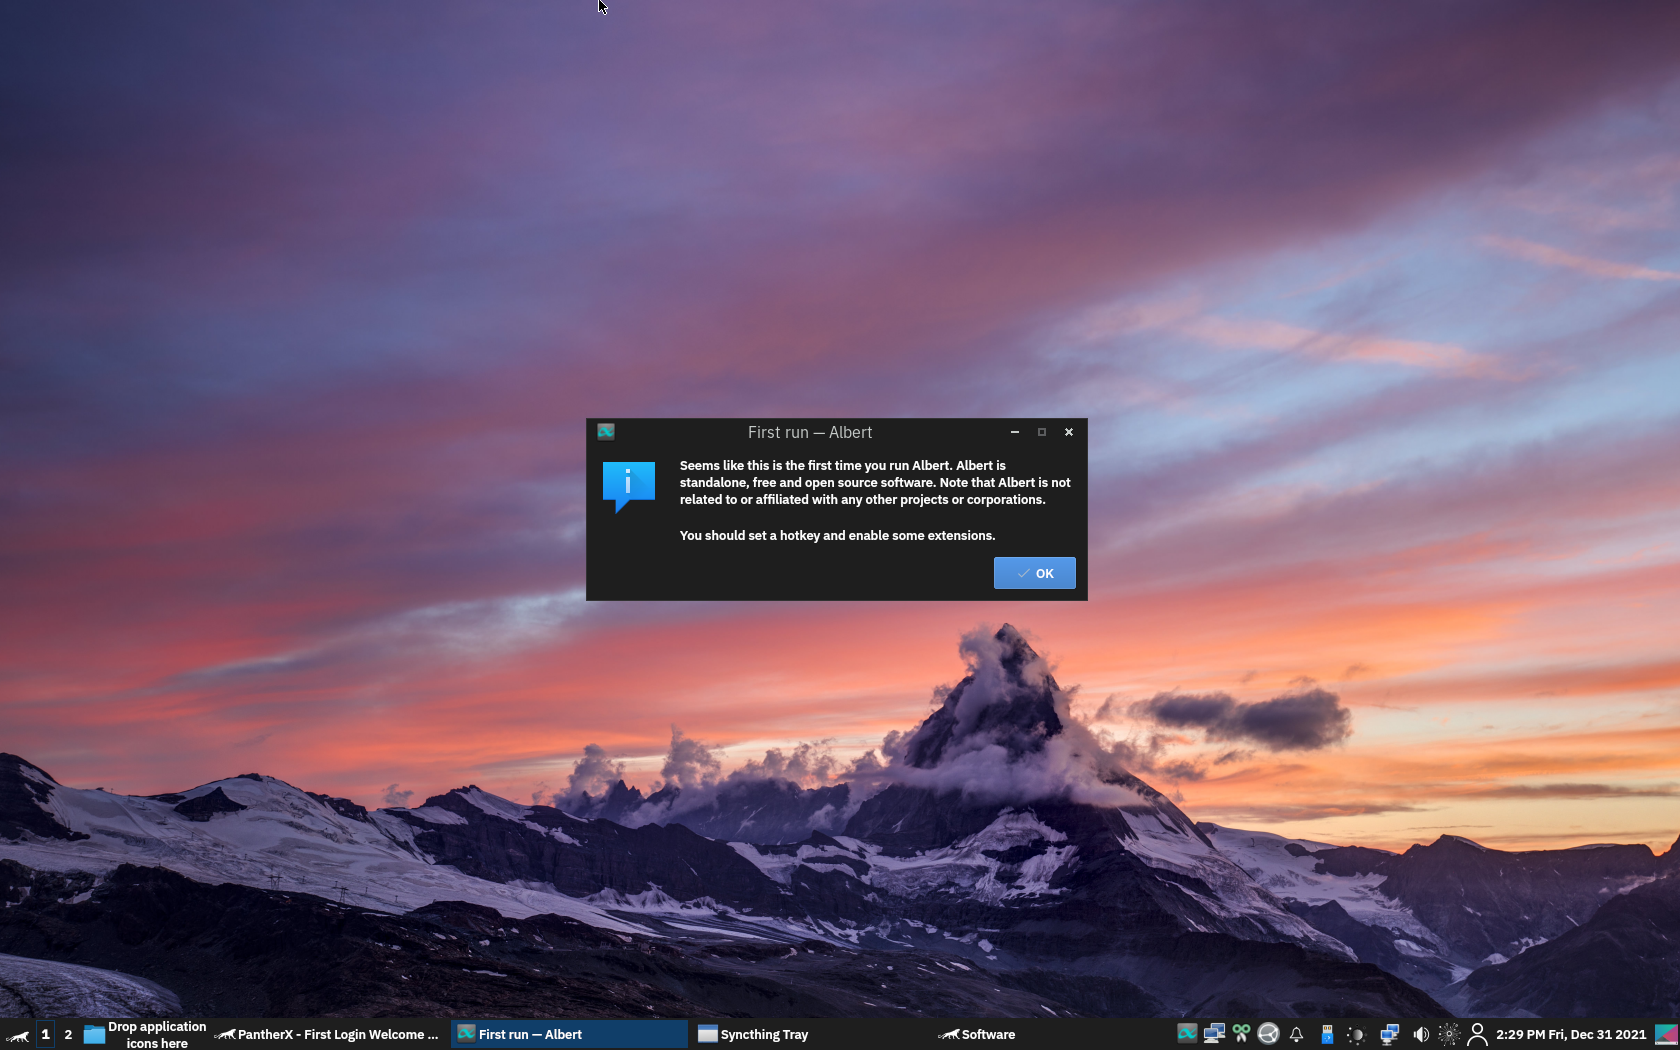 First run — Albert
Seems like this is the first time you run Albert. Albert is
standalone, free and open source software. Note that Albert is not
related to or affiliated with any other projects or corporations.
You should set a hotkey and enable some extensions.
OK
1
2
Drop application
icons here
PantherX - First Login Welcome ...
First run — Albert
Syncthing Tray
Software
2:29 PM Fri, Dec 31 2021